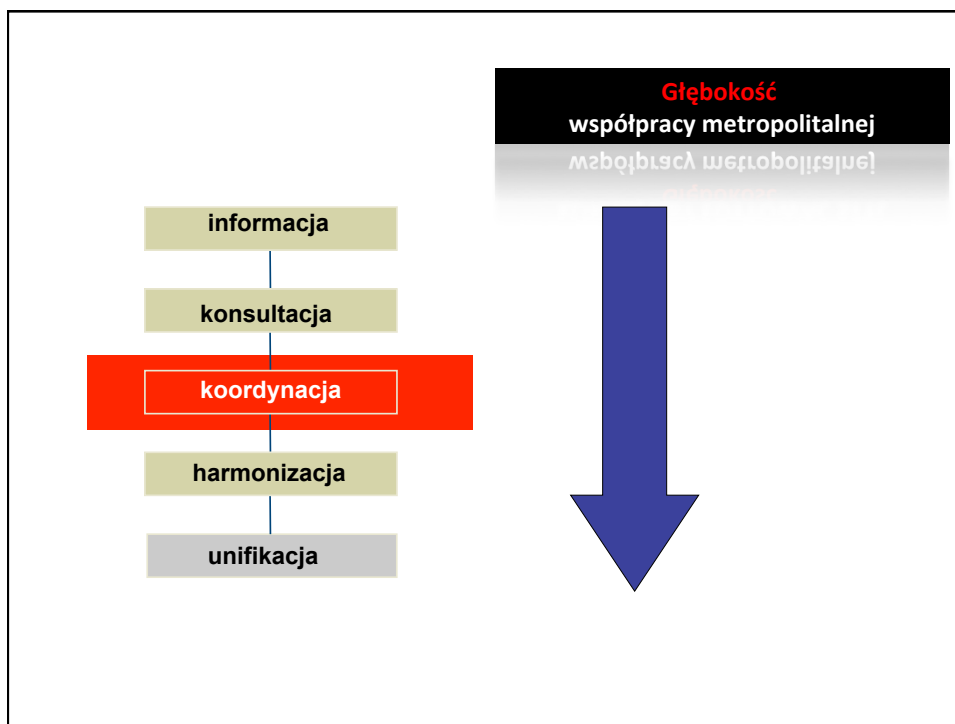 Głębokość
współpracy metropolitalnej
informacja
konsultacja
koordynacja
harmonizacja
unifikacja